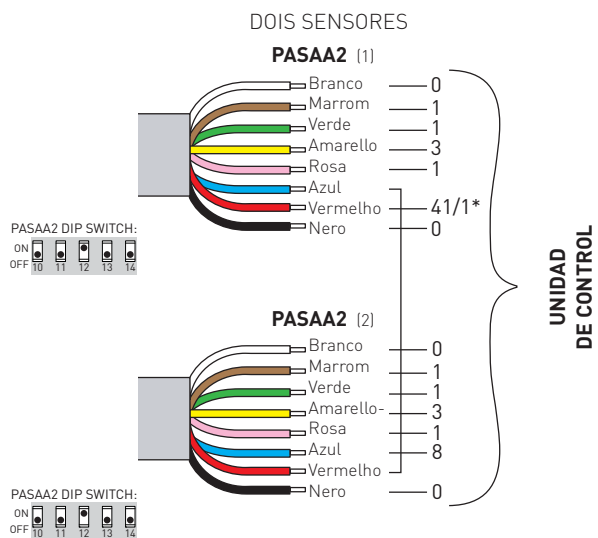 DOIS SENSORES
PASAA2 (1)
Branco 0
Marrom 1
Verde 1
Amarello 3
Rosa 1
Azul
Vermelho 41/1*
Nero 0
PASAA2 DIP SWITCH:
ON
OFF 10 11 12 13 14
PASAA2 (2)
Branco 0
Marrom 1
Verde 1
Amarello- 3
Rosa 1
Azul 8
Vermelho
Nero 0
PASAA2 DIP SWITCH:
ON
OFF 10 11 12 13 14
UNIDAD
DE CONTROL